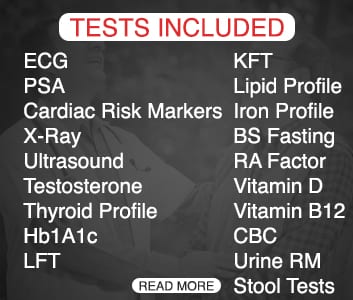 TESTS INCLUDED
ECG
PSA
Cardiac Risk Markers
X-Ray
Ultrasound
Testosterone
Thyroid Profile
Hb1A1c
LFT
KFT
Lipid Profile
Iron Profile
BS Fasting
RA Factor
Vitamin D
Vitamin B12
CBC
Urine RM
Stool Tests
READ MORE